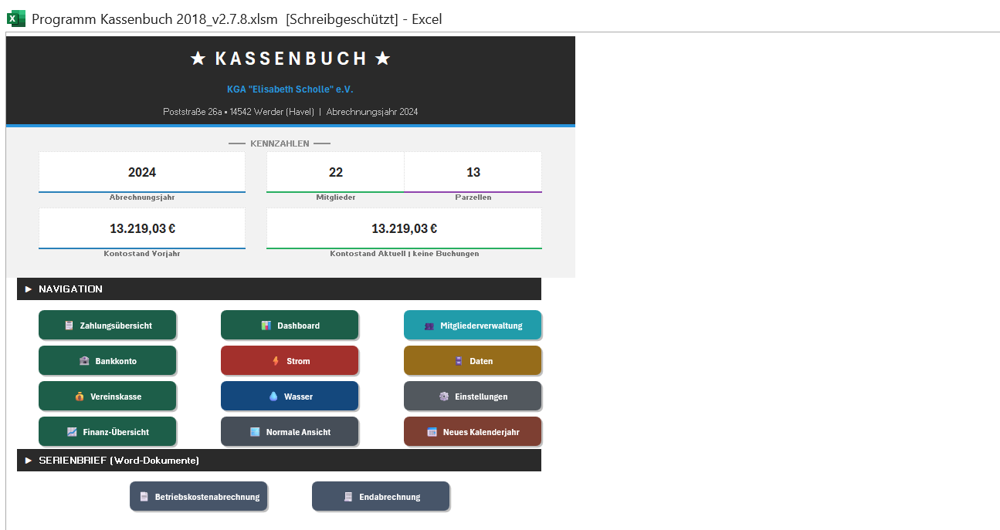 Programm Kassenbuch 2018_v2.7.8.xlsm [Schreibgeschützt] - Excel
★ KASSENBUCH ★
KGA "Elisabeth Scholle" e.V.
Poststraße 26a • 14542 Werder (Havel) | Abrechnungsjahr 2024
KENNZAHLEN
2024 22 13
Abrechnungsjahr Mitglieder Parzellen
13.219,03 € 13.219,03 €
Kontostand Vorjahr Kontostand Aktuell | keine Buchungen
► NAVIGATION
Zahlungsübersicht Dashboard Mitgliederverwaltung
Bankkonto Strom Daten
Vereinskasse Wasser Einstellungen
Finanz-Übersicht Normale Ansicht Neues Kalenderjahr
► SERIENBRIEF (Word-Dokumente)
Betriebskostenabrechnung Endabrechnung